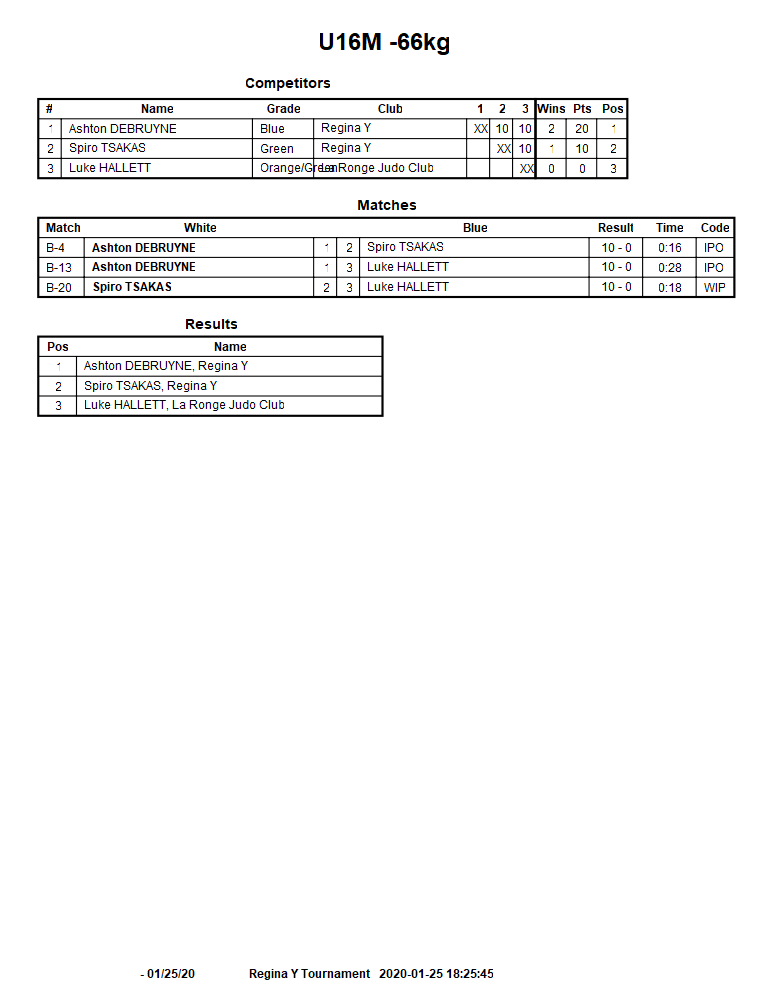 U16M -66kg
Competitors
# Name Grade Club 1 2 3 Wins Pts Pos
1 Ashton DEBRUYNE Blue Regina Y XX 10 10 2 20 1
2 Spiro TSAKAS Green Regina Y XX 10 1 10 2
3 Luke HALLETT Orange/Green La Ronge Judo Club XX 0 0 3
Matches
Match White Blue Result Time Code
B-4 Ashton DEBRUYNE 1 2 Spiro TSAKAS 10 - 0 0:16 IPO
B-13 Ashton DEBRUYNE 1 3 Luke HALLETT 10 - 0 0:28 IPO
B-20 Spiro TSAKAS 2 3 Luke HALLETT 10 - 0 0:18 WIP
Results
Pos Name
1 Ashton DEBRUYNE, Regina Y
2 Spiro TSAKAS, Regina Y
3 Luke HALLETT, La Ronge Judo Club
- 01/25/20 Regina Y Tournament 2020-01-25 18:25:45